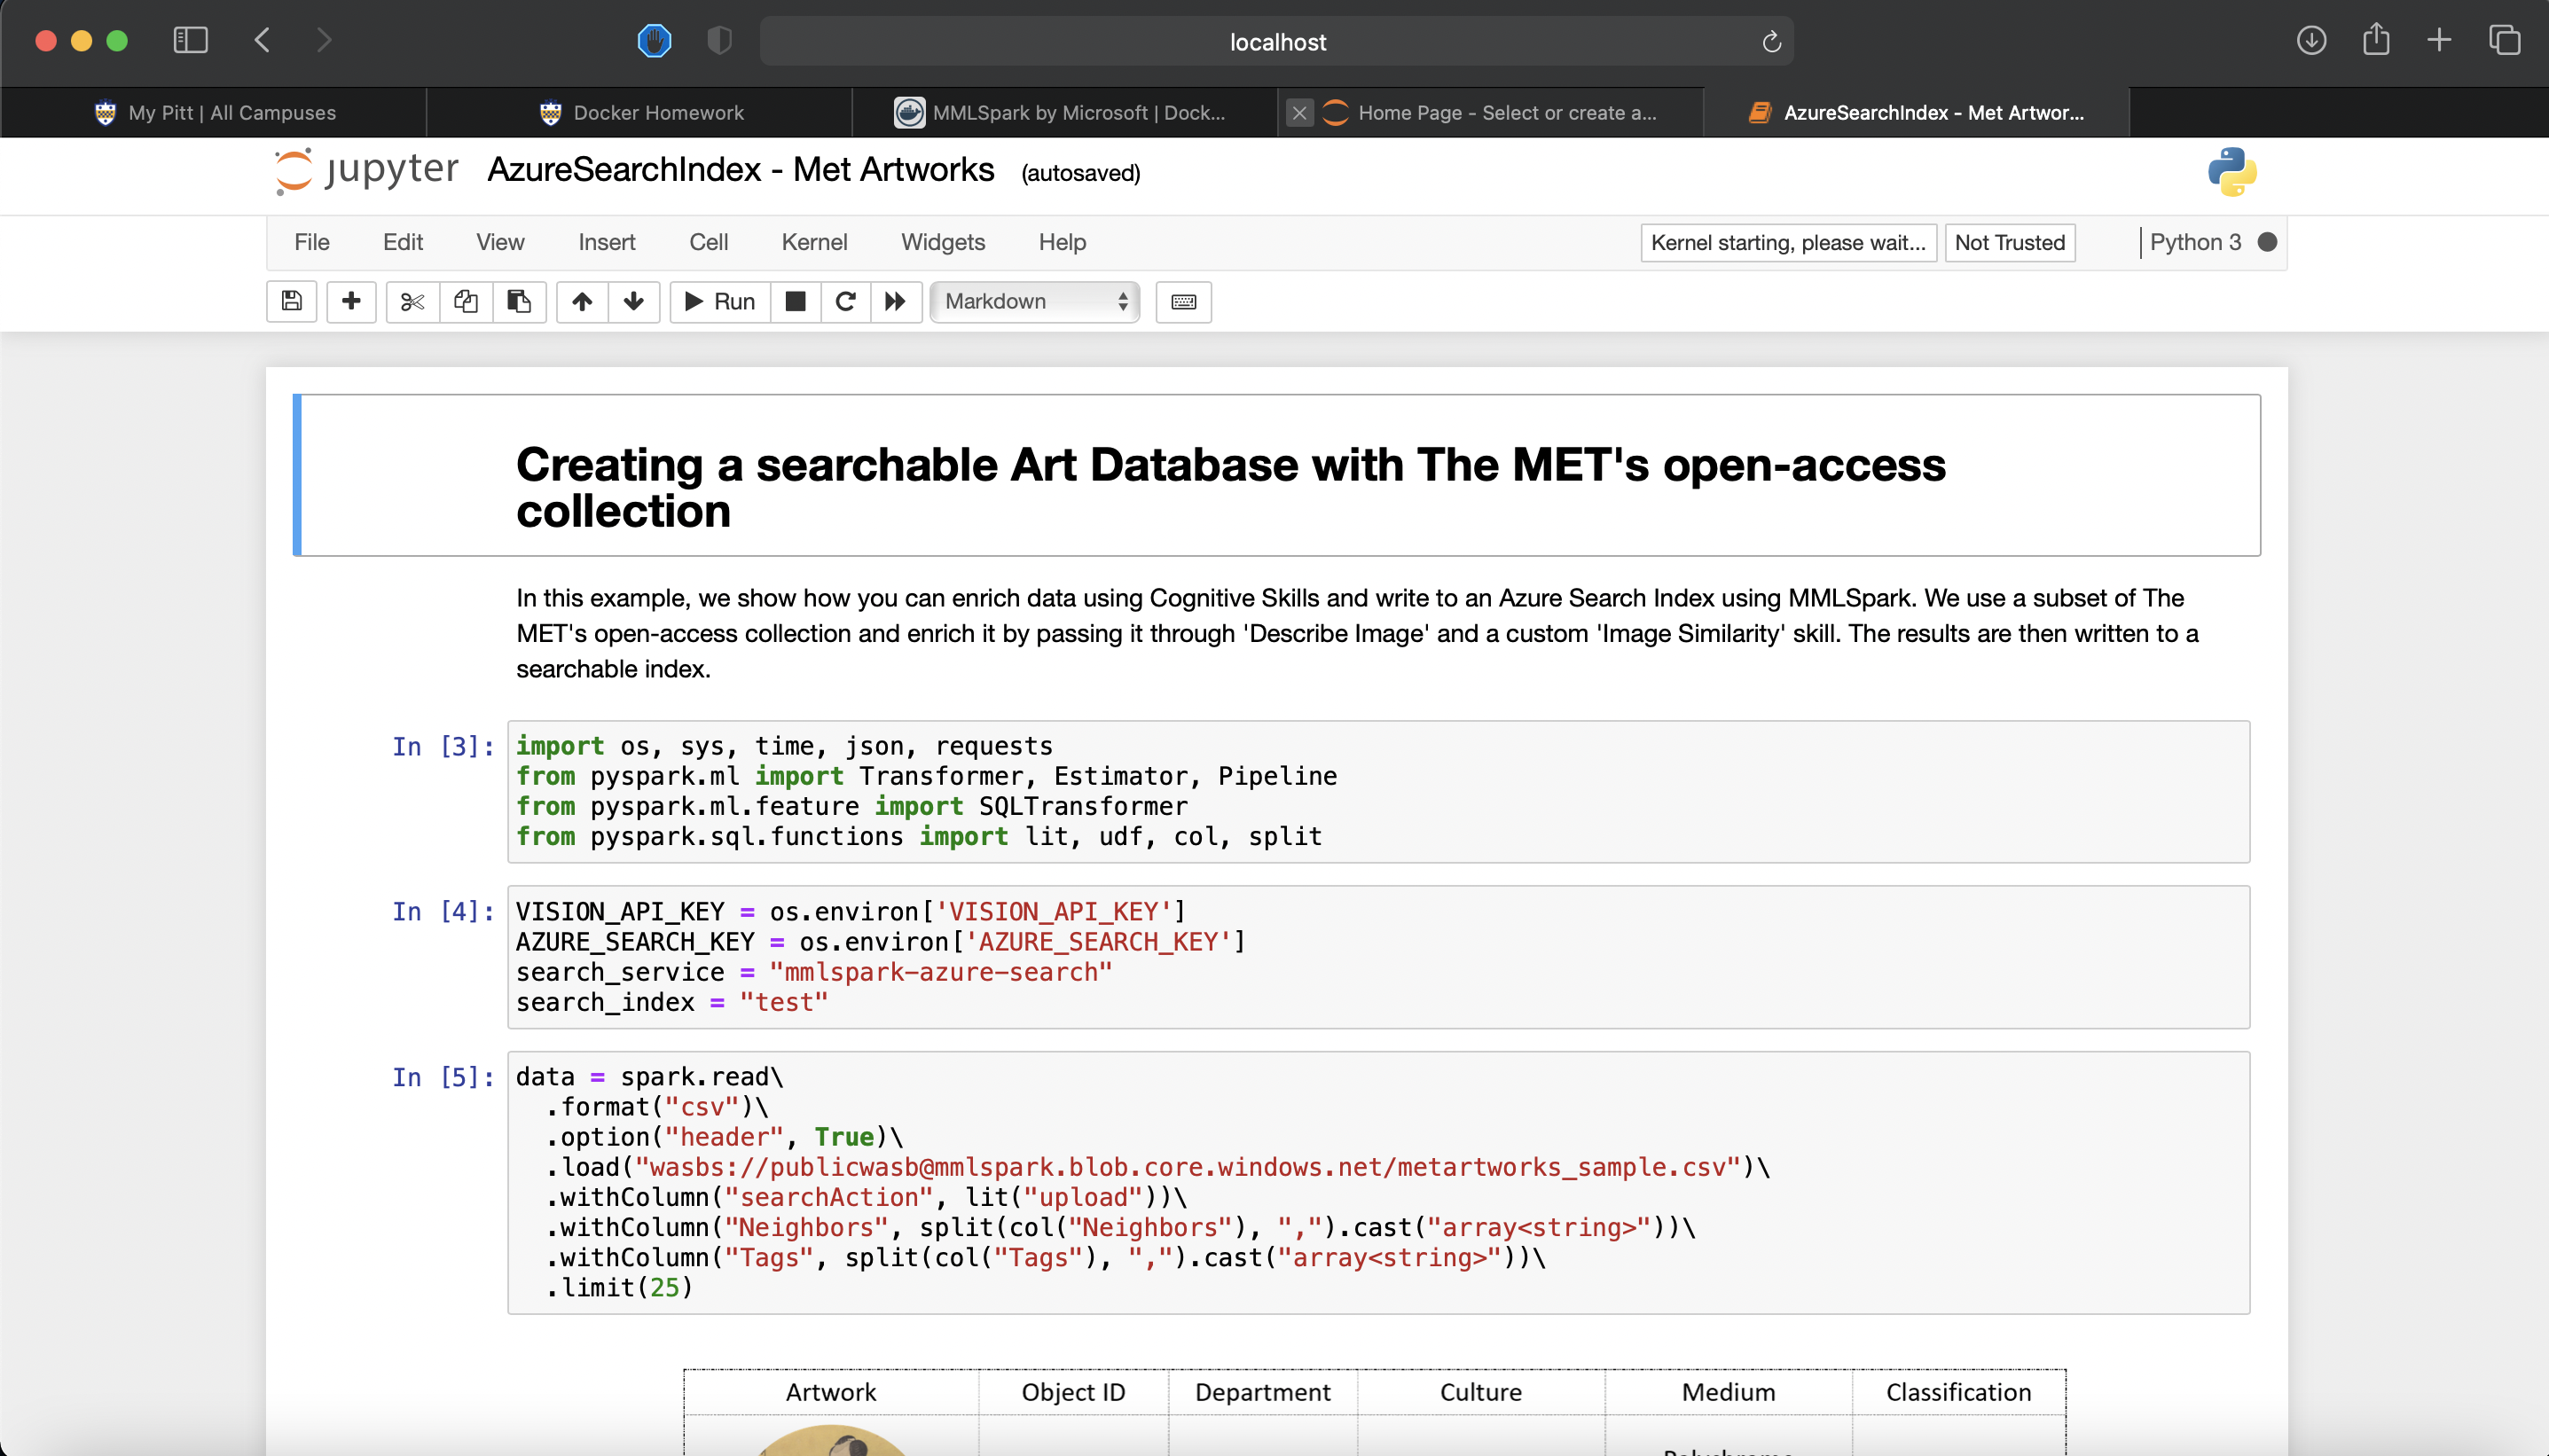 localhost
My Pitt | All Campuses
Docker Homework
MMLSpark by Microsoft | Dock...
Home Page - Select or create a...
AzureSearchIndex - Met Artwor...
jupyter AzureSearchIndex - Met Artworks (autosaved)
File Edit View Insert Cell Kernel Widgets Help
Kernel starting, please wait... Not Trusted Python 3
Run Markdown
Creating a searchable Art Database with The MET's open-access
collection
In this example, we show how you can enrich data using Cognitive Skills and write to an Azure Search Index using MMLSpark. We use a subset of The
MET's open-access collection and enrich it by passing it through 'Describe Image' and a custom 'Image Similarity' skill. The results are then written to a
searchable index.
In [3]: import os, sys, time, json, requests
from pyspark.ml import Transformer, Estimator, Pipeline
from pyspark.ml.feature import SQLTransformer
from pyspark.sql.functions import lit, udf, col, split
In [4]: VISION_API_KEY = os.environ['VISION_API_KEY']
AZURE_SEARCH_KEY = os.environ['AZURE_SEARCH_KEY']
search_service = "mmlspark-azure-search"
search_index = "test"
In [5]: data = spark.read\
.format("csv")\
.option("header", True)\
.load("wasbs://publicwasb@mmlspark.blob.core.windows.net/metartworks_sample.csv")\
.withColumn("searchAction", lit("upload"))\
.withColumn("Neighbors", split(col("Neighbors"), ",").cast("array<string>"))\
.withColumn("Tags", split(col("Tags"), ",").cast("array<string>"))\
.limit(25)
Artwork Object ID Department Culture Medium Classification